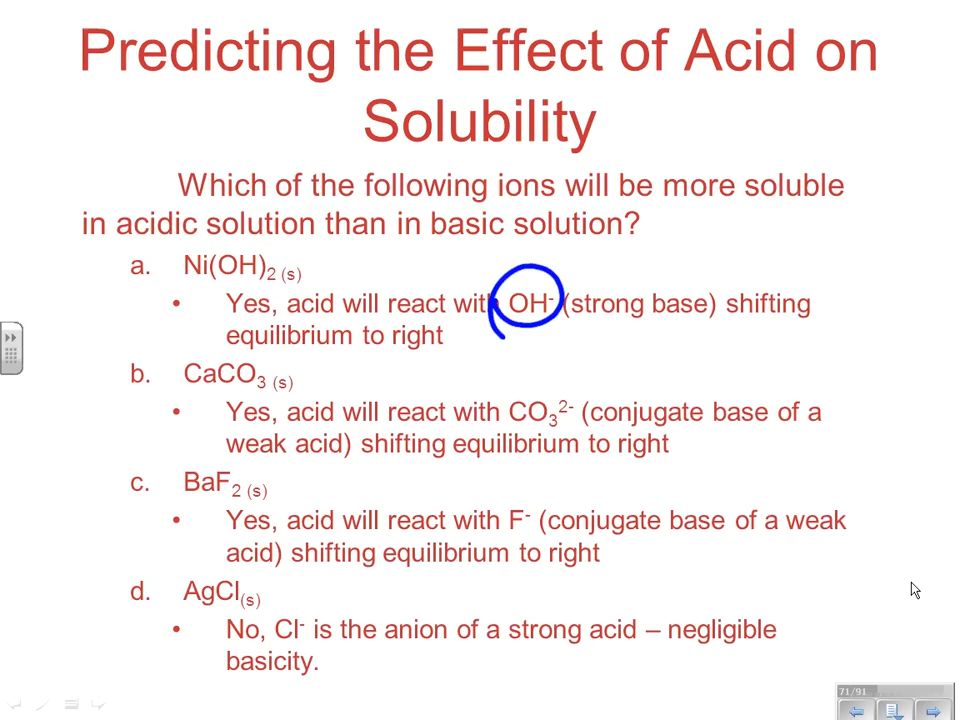 Predicting the Effect of Acid on
Solubility
Which of the following ions will be more soluble
in acidic solution than in basic solution?
a. Ni(OH)₂ ₍ₛ₎
• Yes, acid will react with OH⁻ (strong base) shifting
equilibrium to right
b. CaCO₃ ₍ₛ₎
• Yes, acid will react with CO₃²⁻ (conjugate base of a
weak acid) shifting equilibrium to right
c. BaF₂ ₍ₛ₎
• Yes, acid will react with F⁻ (conjugate base of a weak
acid) shifting equilibrium to right
d. AgCl₍ₛ₎
• No, Cl⁻ is the anion of a strong acid – negligible
basicity.
71/91